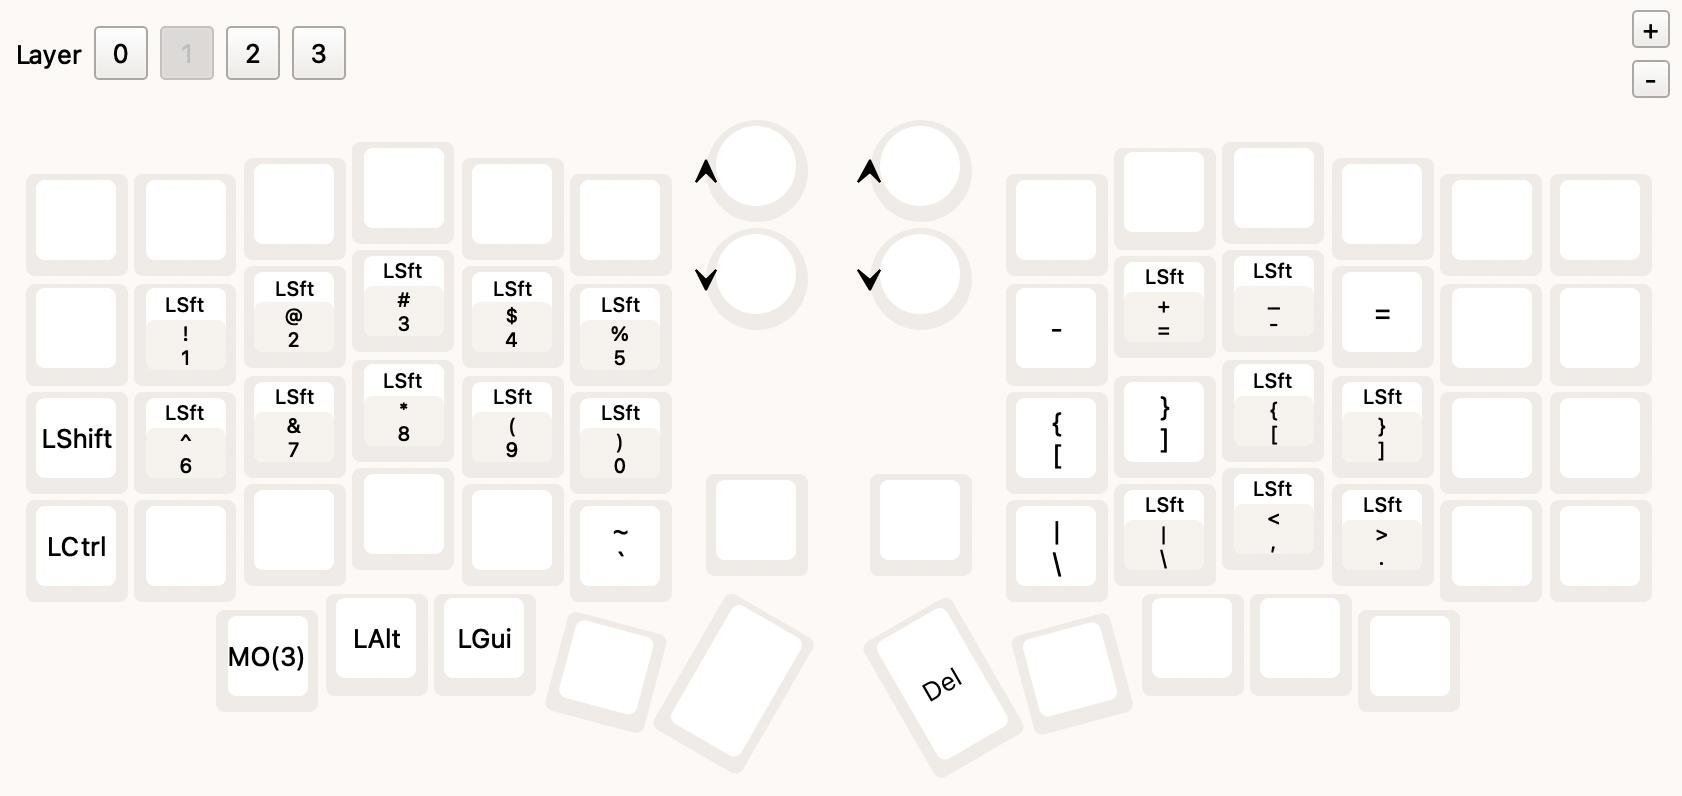 Layer 0 1 2 3
+
-
LSft ! 1
LSft @ 2
LSft # 3
LSft $ 4
LSft % 5
-
LSft + =
LSft _ -
=
LShift
LSft ^ 6
LSft & 7
LSft * 8
LSft ( 9
LSft ) 0
{ [
} ]
LSft { [
LSft } ]
LCtrl
~ `
| \
LSft | \
LSft < ,
LSft > .
MO(3)
LAlt
LGui
Del